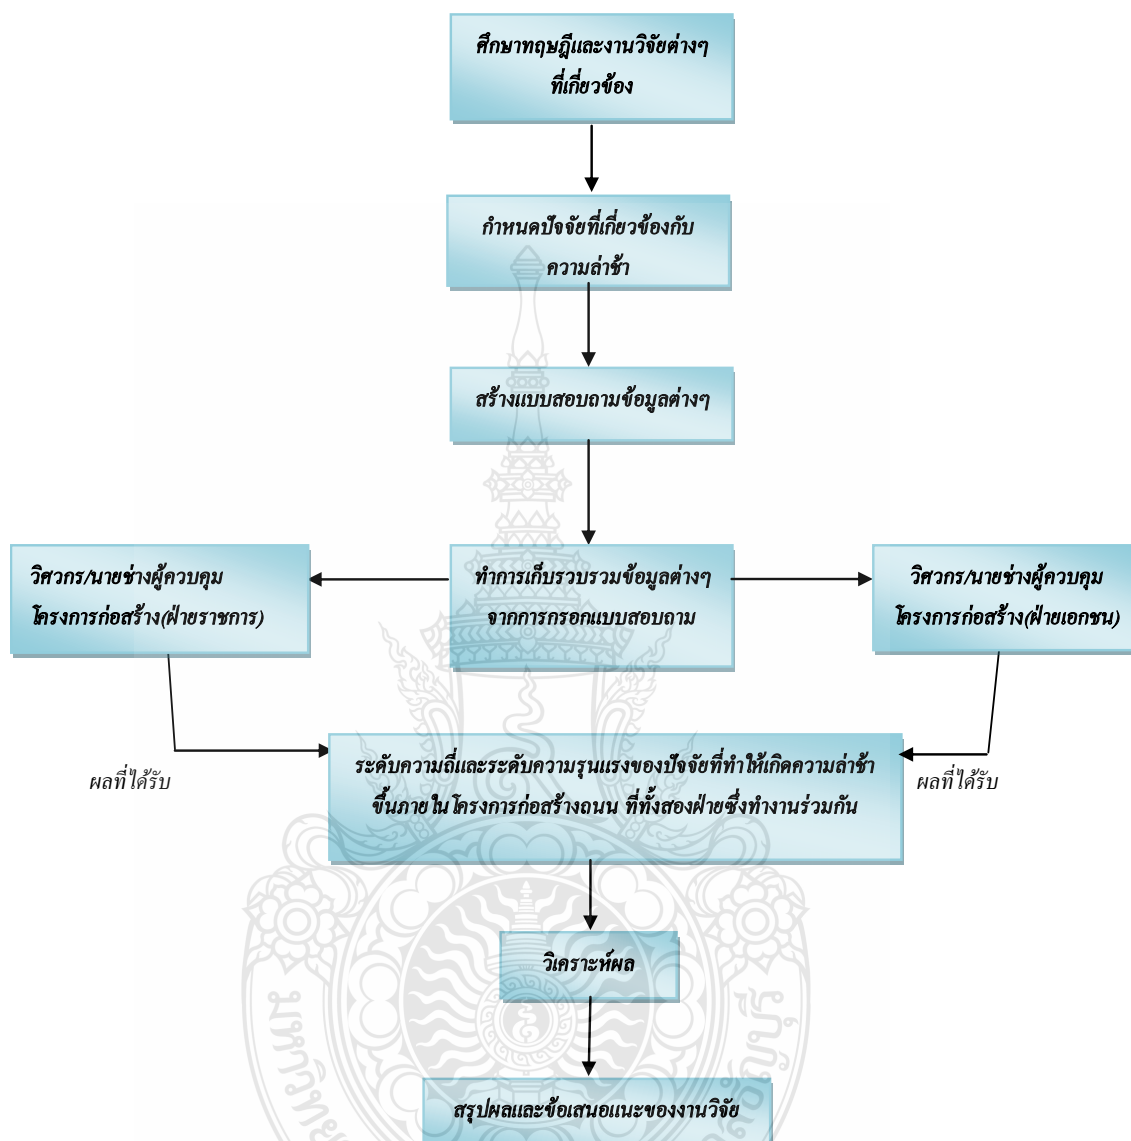 ศึกษาทฤษฎีและงานวิจัยต่างๆ
ที่เกี่ยวข้อง
กำหนดปัจจัยที่เกี่ยวข้องกับ
ความล่าช้า
สร้างแบบสอบถามข้อมูลต่างๆ
วิศวกร/นายช่างผู้ควบคุม
โครงการก่อสร้าง(ฝ่ายราชการ)
ทำการเก็บรวบรวมข้อมูลต่างๆ
จากการกรอกแบบสอบถาม
วิศวกร/นายช่างผู้ควบคุม
โครงการก่อสร้าง(ฝ่ายเอกชน)
ผลที่ได้รับ
ระดับความถี่และระดับความรุนแรงของปัจจัยที่ทำให้เกิดความล่าช้า
ขึ้นภายในโครงการก่อสร้างถนน ที่ทั้งสองฝ่ายซึ่งทำงานร่วมกัน
ผลที่ได้รับ
วิเคราะห์ผล
สรุปผลและข้อเสนอแนะของงานวิจัย